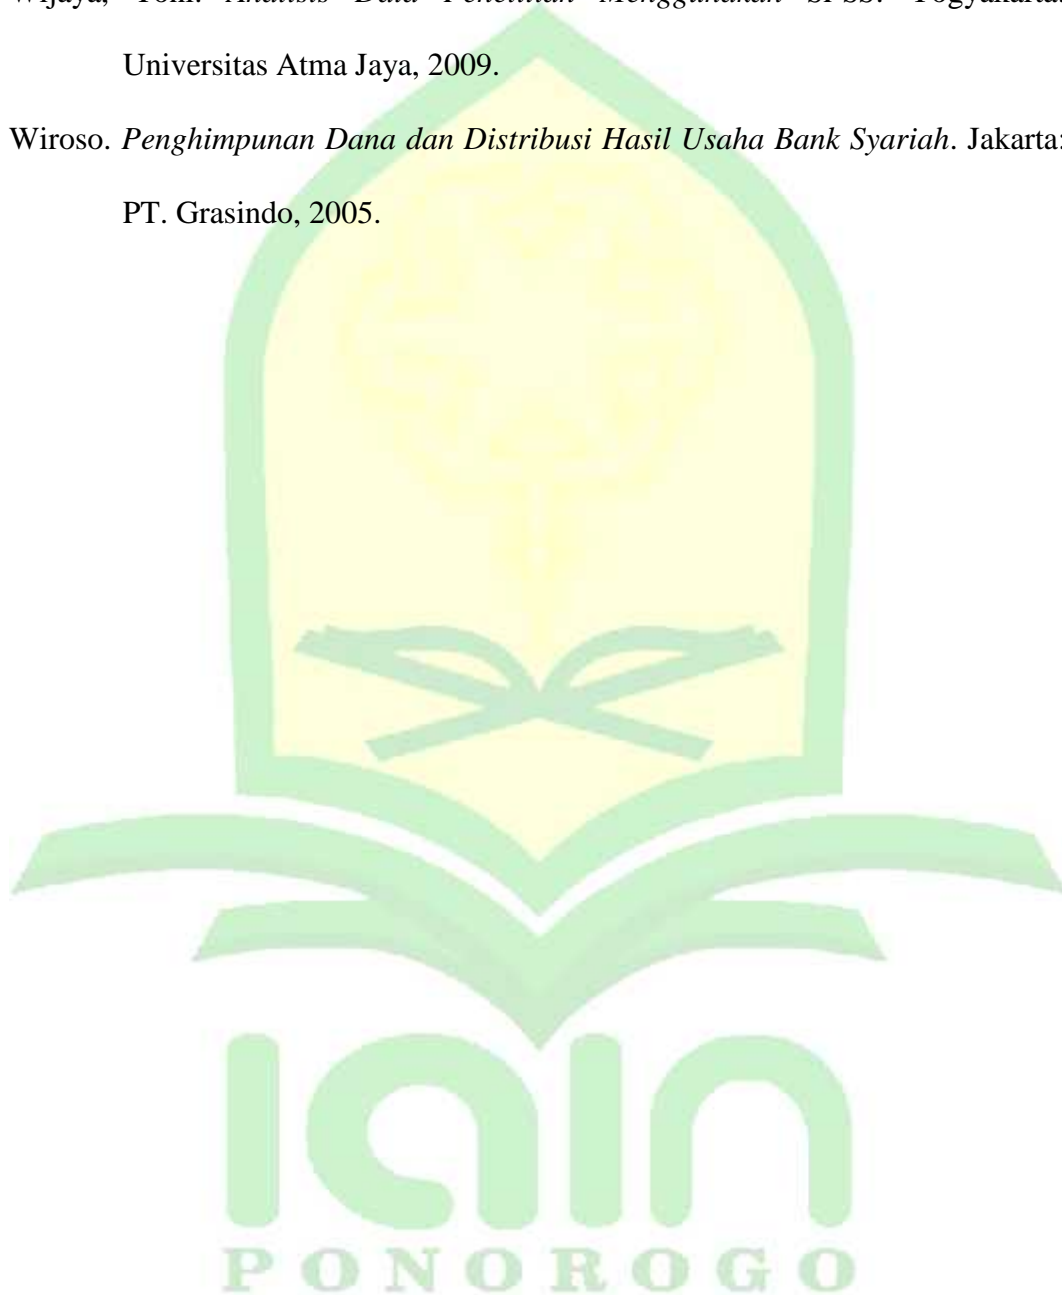 Wijaya, Toni. Analisis Data Penelitian Menggunakan SPSS. Yogyakarta:
Universitas Atma Jaya, 2009.
Wiroso. Penghimpunan Dana dan Distribusi Hasil Usaha Bank Syariah. Jakarta:
PT. Grasindo, 2005.
iain
PONOROGO